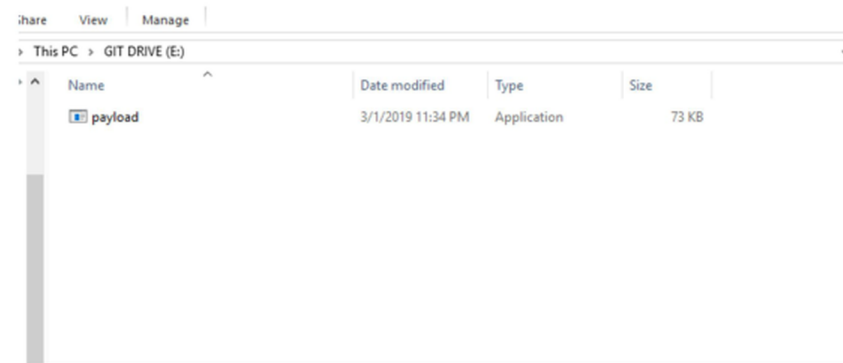 Share View Manage
This PC > GIT DRIVE (E:)
Name Date modified Type Size
payload 3/1/2019 11:34 PM Application 73 KB